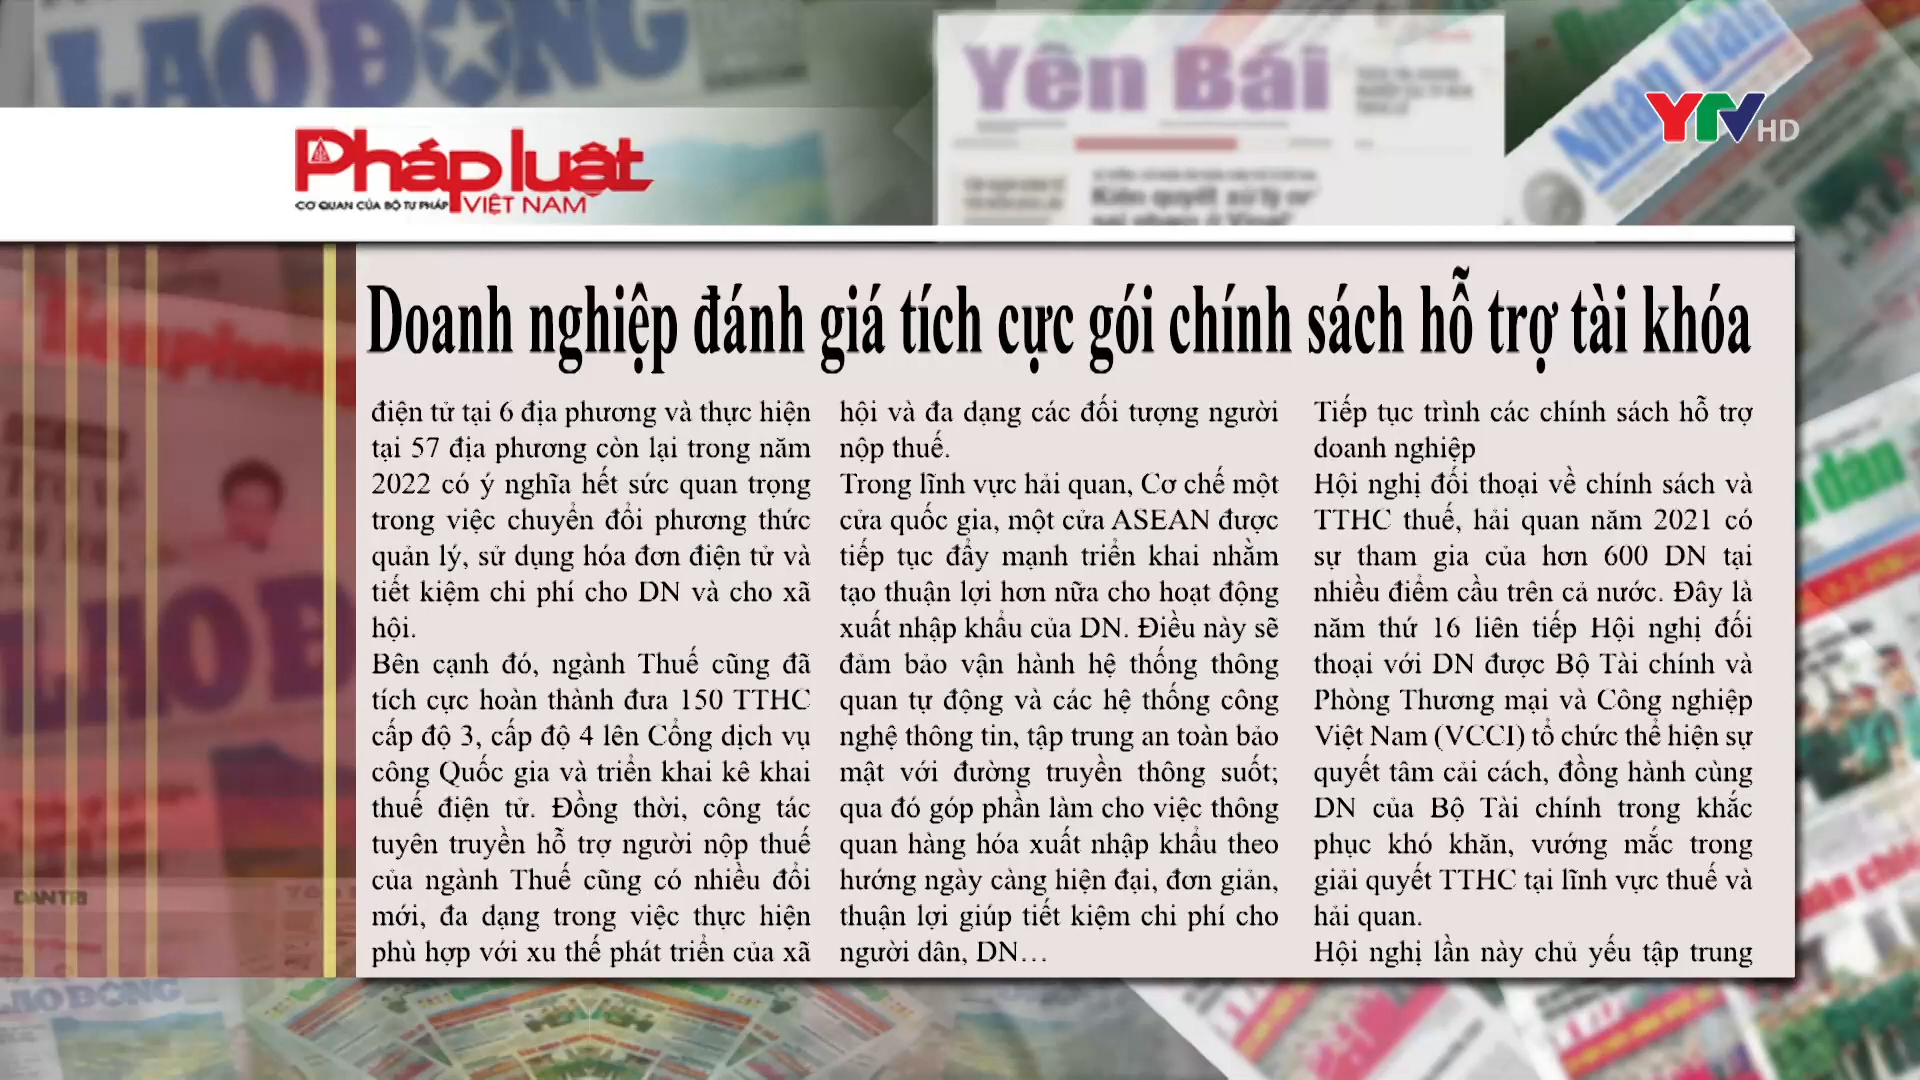 LAO ĐỘNG
Yên Bái
Nhân Dân
YTV HD
Pháp luật
CƠ QUAN CỦA BỘ TƯ PHÁP VIỆT NAM
Kiên quyết xử lý
Doanh nghiệp đánh giá tích cực gói chính sách hỗ trợ tài khóa
điện tử tại 6 địa phương và thực hiện
tại 57 địa phương còn lại trong năm
2022 có ý nghĩa hết sức quan trọng
trong việc chuyển đổi phương thức
quản lý, sử dụng hóa đơn điện tử và
tiết kiệm chi phí cho DN và cho xã
hội.
Bên cạnh đó, ngành Thuế cũng đã
tích cực hoàn thành đưa 150 TTHC
cấp độ 3, cấp độ 4 lên Cổng dịch vụ
công Quốc gia và triển khai kê khai
thuế điện tử. Đồng thời, công tác
tuyên truyền hỗ trợ người nộp thuế
của ngành Thuế cũng có nhiều đổi
mới, đa dạng trong việc thực hiện
phù hợp với xu thế phát triển của xã
hội và đa dạng các đối tượng người
nộp thuế.
Trong lĩnh vực hải quan, Cơ chế một
cửa quốc gia, một cửa ASEAN được
tiếp tục đẩy mạnh triển khai nhằm
tạo thuận lợi hơn nữa cho hoạt động
xuất nhập khẩu của DN. Điều này sẽ
đảm bảo vận hành hệ thống thông
quan tự động và các hệ thống công
nghệ thông tin, tập trung an toàn bảo
mật với đường truyền thông suốt;
qua đó góp phần làm cho việc thông
quan hàng hóa xuất nhập khẩu theo
hướng ngày càng hiện đại, đơn giản,
thuận lợi giúp tiết kiệm chi phí cho
người dân, DN…
Tiếp tục trình các chính sách hỗ trợ
doanh nghiệp
Hội nghị đối thoại về chính sách và
TTHC thuế, hải quan năm 2021 có
sự tham gia của hơn 600 DN tại
nhiều điểm cầu trên cả nước. Đây là
năm thứ 16 liên tiếp Hội nghị đối
thoại với DN được Bộ Tài chính và
Phòng Thương mại và Công nghiệp
Việt Nam (VCCI) tổ chức thể hiện sự
quyết tâm cải cách, đồng hành cùng
DN của Bộ Tài chính trong khắc
phục khó khăn, vướng mắc trong
giải quyết TTHC tại lĩnh vực thuế và
hải quan.
Hội nghị lần này chủ yếu tập trung
LAO ĐỘNG
DANTRI
LAO ĐỘNG